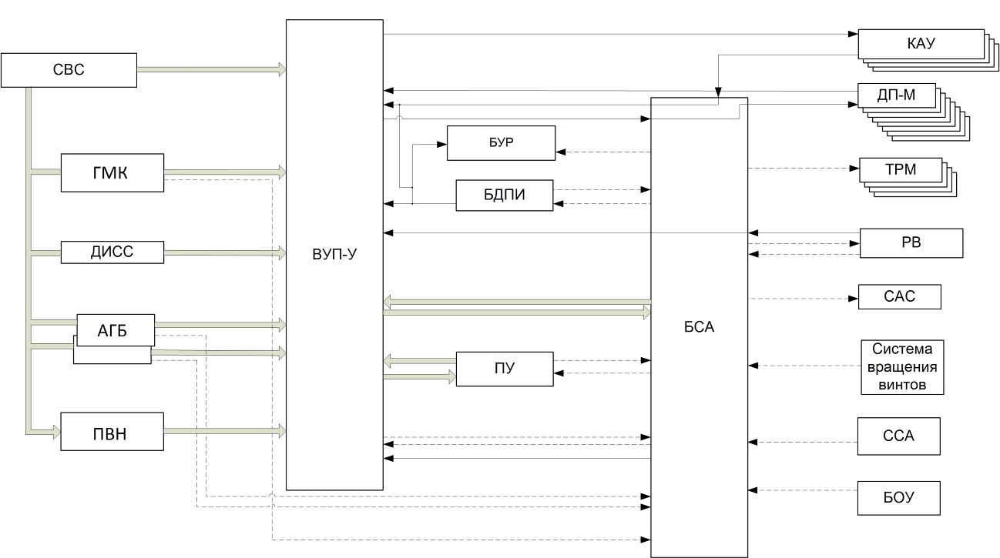 СВС
ГМК
ДИСС
АГБ
ПВН
ВУП-У
БУР
БДПИ
ПУ
БСА
КАУ
ДП-М
ТРМ
РВ
САС
Система
вращения
винтов
ССА
БОУ